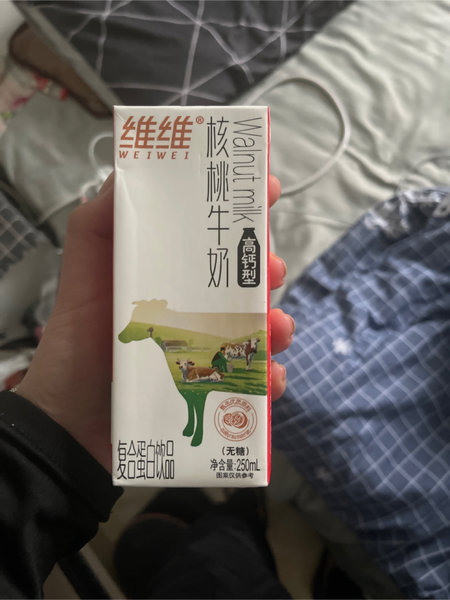 维维®
WEIWEI
核桃牛奶
Walnut milk
高钙型
复合蛋白饮品
(无糖)
净含量:250mL
图案仅供参考